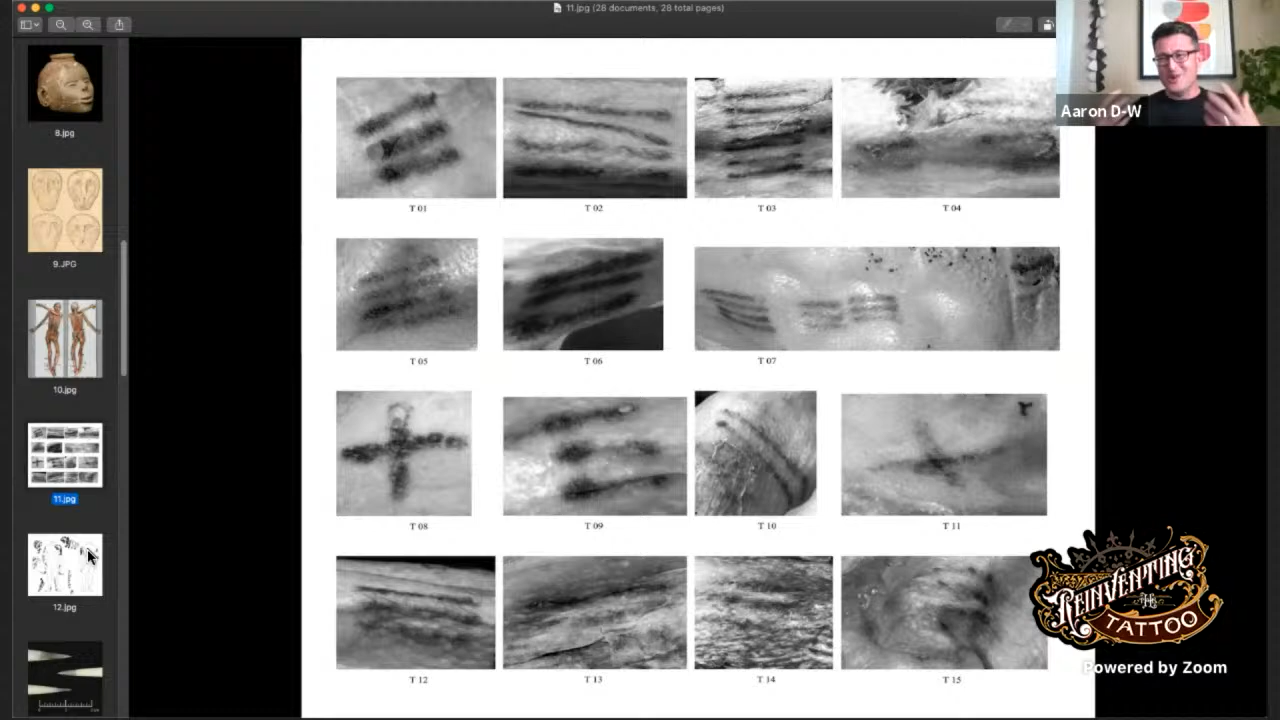 11.jpg (28 documents, 28 total pages)
8.jpg
9.JPG
10.jpg
11.jpg
12.jpg
T 01
T 02
T 03
T 04
T 05
T 06
T 07
T 08
T 09
T 10
T 11
T 12
T 13
T 14
T 15
Aaron D-W
REINVENTING
THE
TATTOO
Powered by Zoom